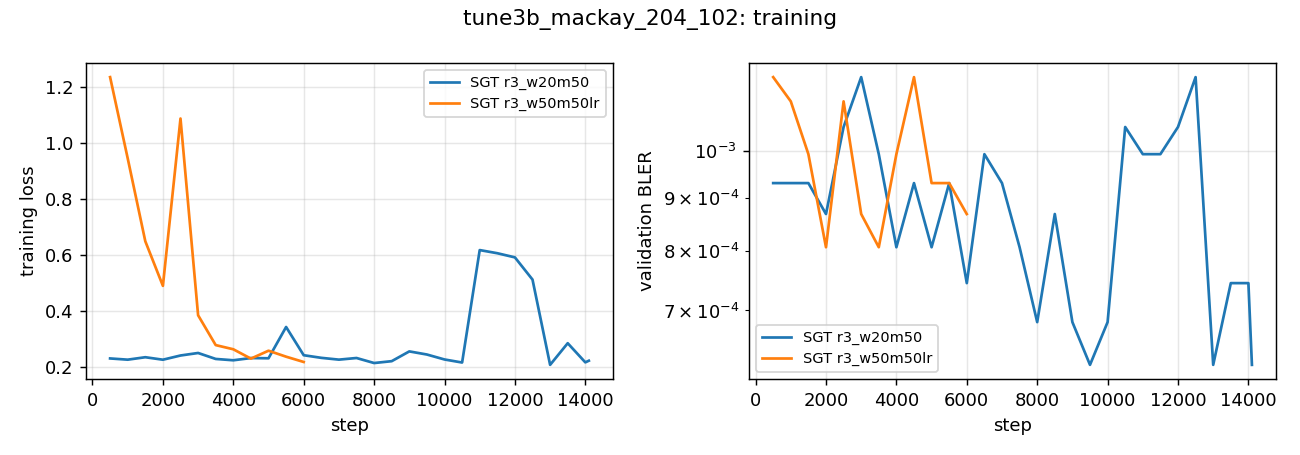 tune3b_mackay_204_102: training
training loss
1.2
1.0
0.8
0.6
0.4
0.2
0 2000 4000 6000 8000 10000 12000 14000
step
SGT r3_w20m50
SGT r3_w50m50lr
validation BLER
10⁻³
9 × 10⁻⁴
8 × 10⁻⁴
7 × 10⁻⁴
0 2000 4000 6000 8000 10000 12000 14000
step
SGT r3_w20m50
SGT r3_w50m50lr